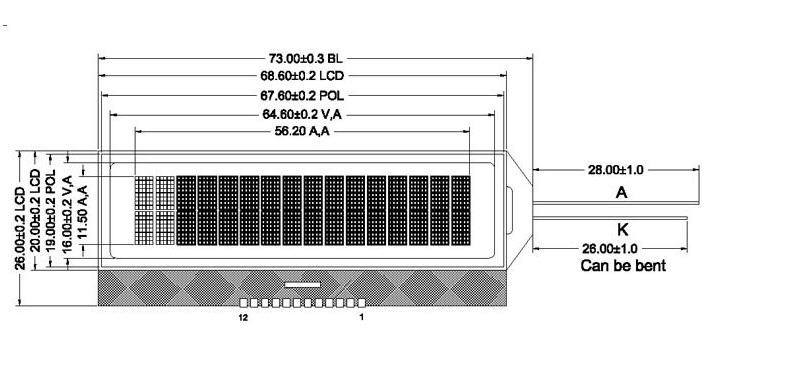 73.00±0.3 BL
68.60±0.2 LCD
67.60±0.2 POL
64.60±0.2 V,A
56.20 A,A
26.00±0.2 LCD
20.00±0.2 LCD
19.00±0.2 POL
16.00±0.2 V,A
11.50 A,A
28.00±1.0
A
K
26.00±1.0
Can be bent
12
1